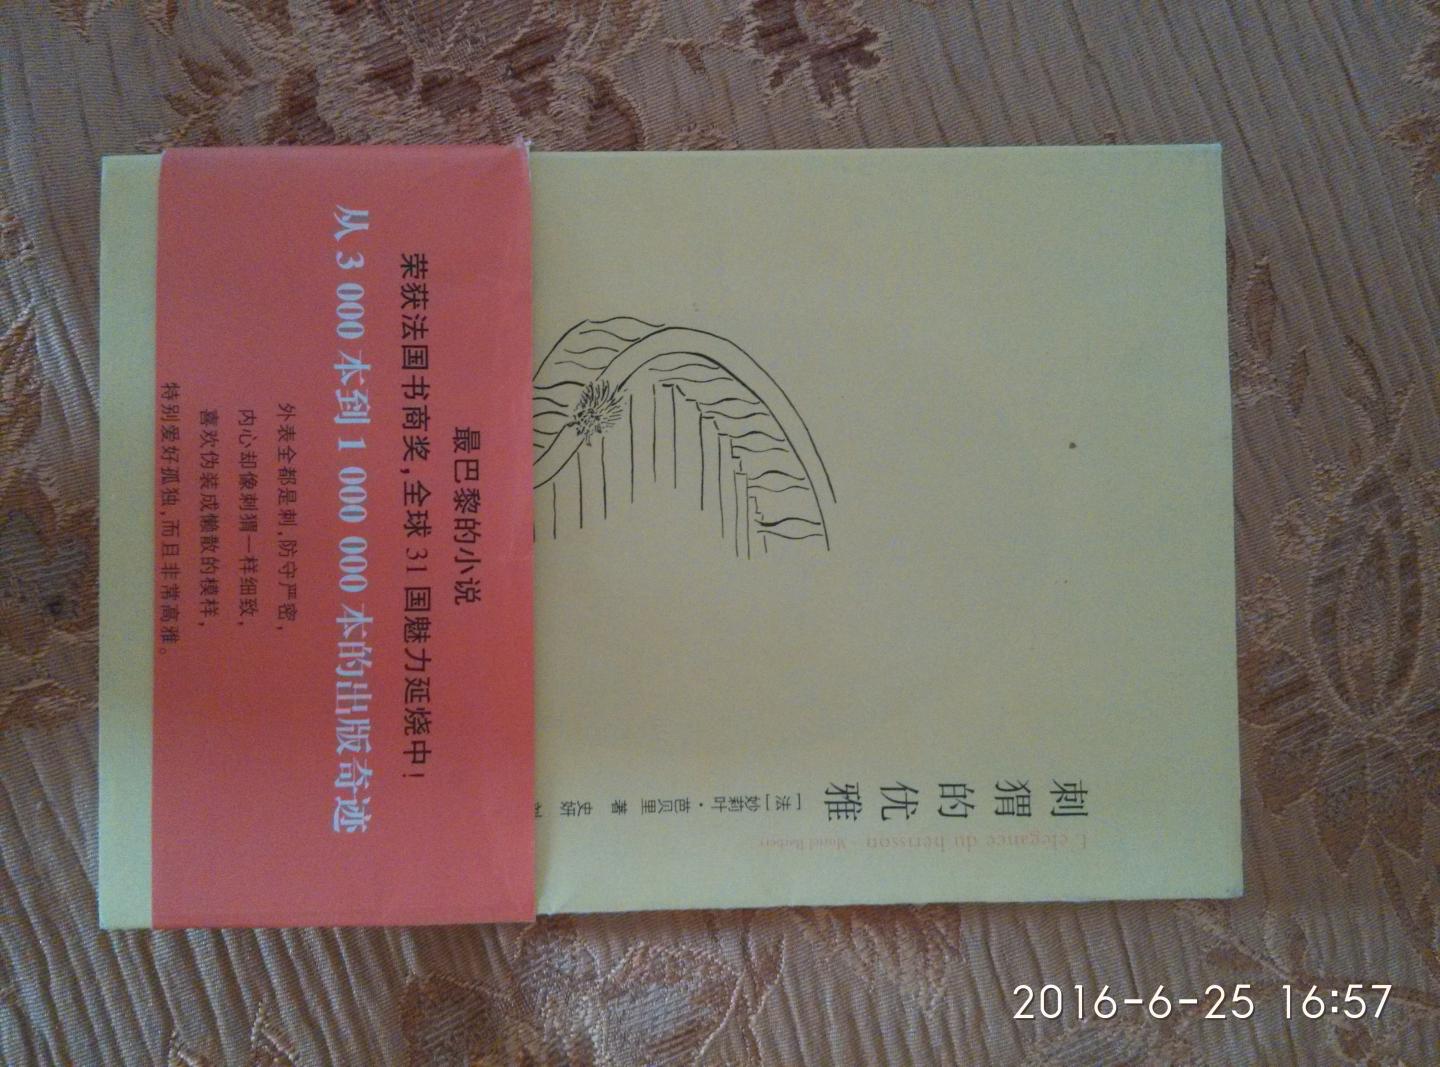 刺猬的优雅
L'élégance du hérisson · Muriel Barbery
[法]妙莉叶·芭贝里 著
史妍
最巴黎的小说
荣获法国书商奖,全球31国魅力延烧中!
从3 000本到1 000 000本的出版奇迹
外表全都是刺,防守严密,
内心却像刺猬一样细致,
喜欢伪装成懒散的模样,
特别爱好孤独,而且非常高雅。
2016-6-25 16:57